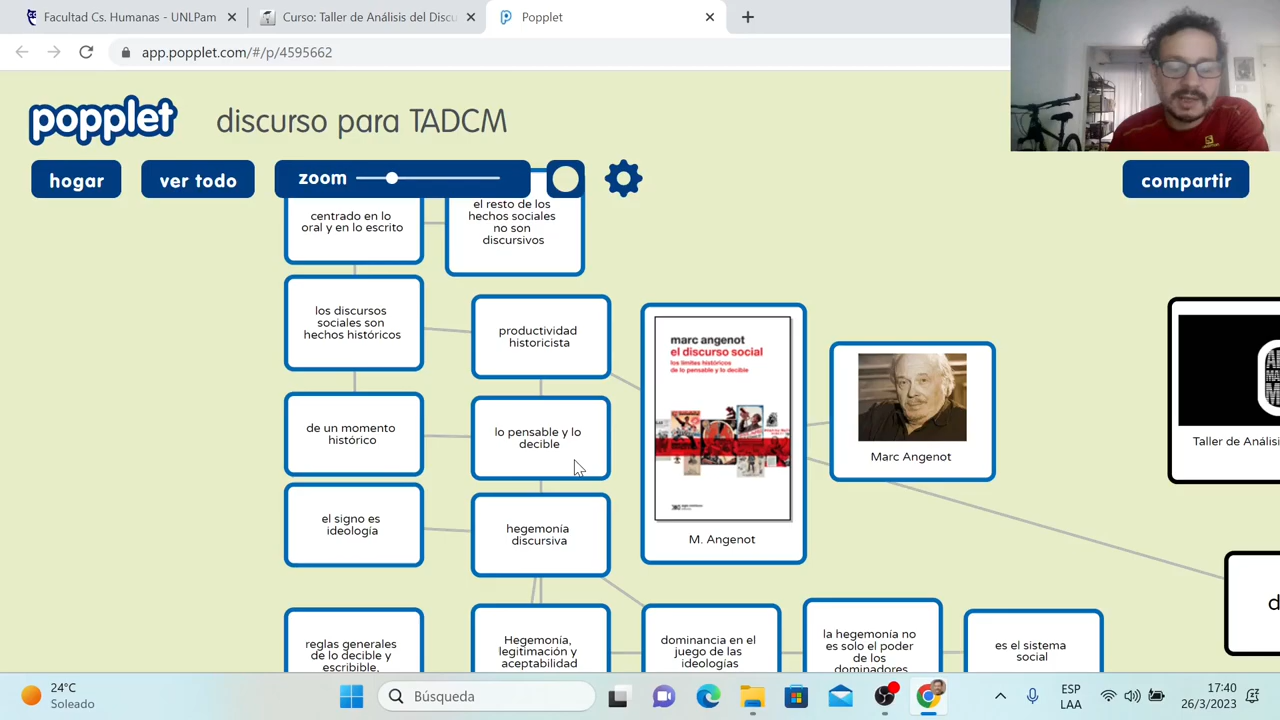 Facultad Cs. Humanas - UNLPam
Curso: Taller de Análisis del Discu
Popplet
app.popplet.com/#/p/4595662
popplet
discurso para TADCM
hogar
ver todo
zoom
compartir
centrado en lo
oral y en lo escrito
el resto de los
hechos sociales
no son
discursivos
los discursos
sociales son
hechos históricos
productividad
historicista
marc angenot
el discurso social
los límites históricos
de lo pensable y lo decible
M. Angenot
Marc Angenot
Taller de Análisi
de un momento
histórico
lo pensable y lo
decible
el signo es
ideología
hegemonía
discursiva
d
reglas generales
de lo decible y
escribible,
Hegemonía,
legitimación y
aceptabilidad
dominancia en el
juego de las
ideologías
la hegemonía no
es solo el poder
de los
dominadores
es el sistema
social
24°C
Soleado
Búsqueda
ESP
LAA
17:40
26/3/2023